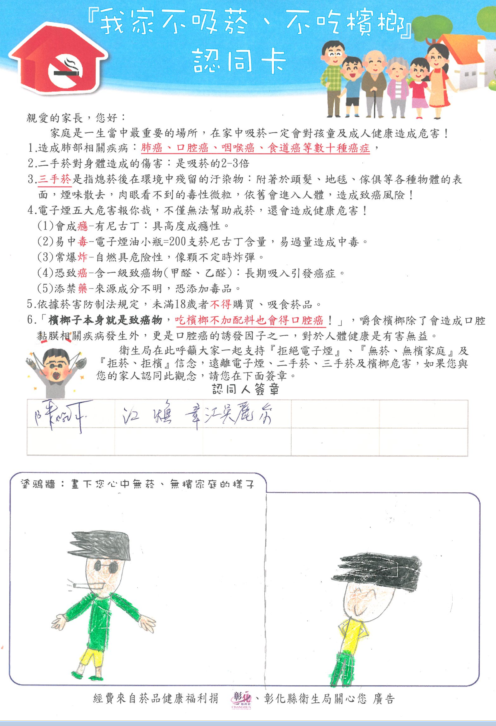 『我家不吸菸、不吃檳榔』
認同卡
親愛的家長，您好：
家庭是一生當中最重要的場所，在家中吸菸一定會對孩童及成人健康造成危害！
1.造成肺部相關疾病：肺癌、口腔癌、咽喉癌、食道癌等數十種癌症，
2.二手菸對身體造成的傷害：是吸菸的2-3倍
3.三手菸是指熄菸後在環境中殘留的汙染物：附著於頭髮、地毯、傢俱等各種物體的表
面，煙味散去，肉眼看不到的毒性微粒，依舊會進入人體，造成致癌風險！
4.電子煙五大危害報你哉，不僅無法幫助戒菸，還會造成健康危害！
(1)會成癮-有尼古丁：具高度成癮性。
(2)易中毒-電子煙油小瓶=200支菸尼古丁含量，易過量造成中毒。
(3)常爆炸-自燃具危險性，像顆不定時炸彈。
(4)恐致癌-含一級致癌物(甲醛、乙醛)：長期吸入引發癌症。
(5)添禁藥-來源成分不明，恐添加毒品。
5.依據菸害防制法規定，未滿18歲者不得購買、吸食菸品。
6.「檳榔子本身就是致癌物，吃檳榔不加配料也會得口腔癌！」，嚼食檳榔除了會造成口腔
黏膜相關疾病發生外，更是口腔癌的誘發因子之一，對於人體健康是有害無益。
衛生局在此呼籲大家一起支持『拒絕電子煙』、『無菸、無檳家庭』及
『拒菸、拒檳』信念，遠離電子煙、二手菸、三手菸及檳榔危害，如果您與
您的家人認同此觀念，請您在下面簽章。
認同人簽章
塗鴉牆：畫下您心中無菸、無檳家庭的樣子
經費來自菸品健康福利捐 彰化、彰化縣衛生局關心您 廣告